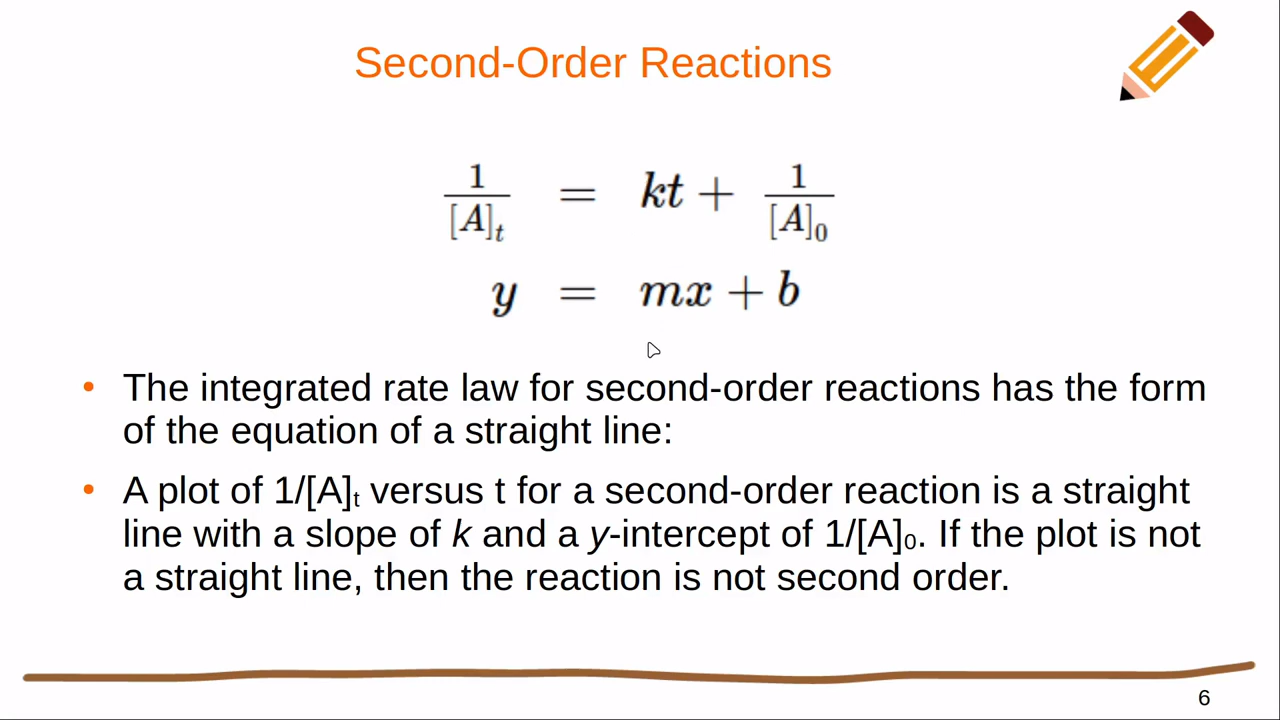 Second-Order Reactions
1/[A]ₜ = kt + 1/[A]₀
y = mx + b
• The integrated rate law for second-order reactions has the form
of the equation of a straight line:
• A plot of 1/[A]ₜ versus t for a second-order reaction is a straight
line with a slope of k and a y-intercept of 1/[A]₀. If the plot is not
a straight line, then the reaction is not second order.
6